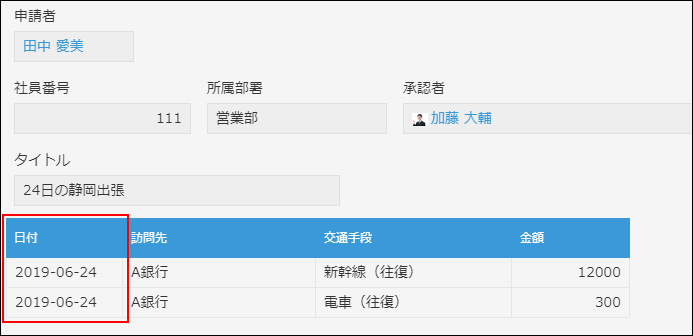 申請者
田中 愛美
社員番号 所属部署 承認者
111 営業部 加藤 大輔
タイトル
24日の静岡出張
日付 訪問先 交通手段 金額
2019-06-24 A銀行 新幹線（往復） 12000
2019-06-24 A銀行 電車（往復） 300